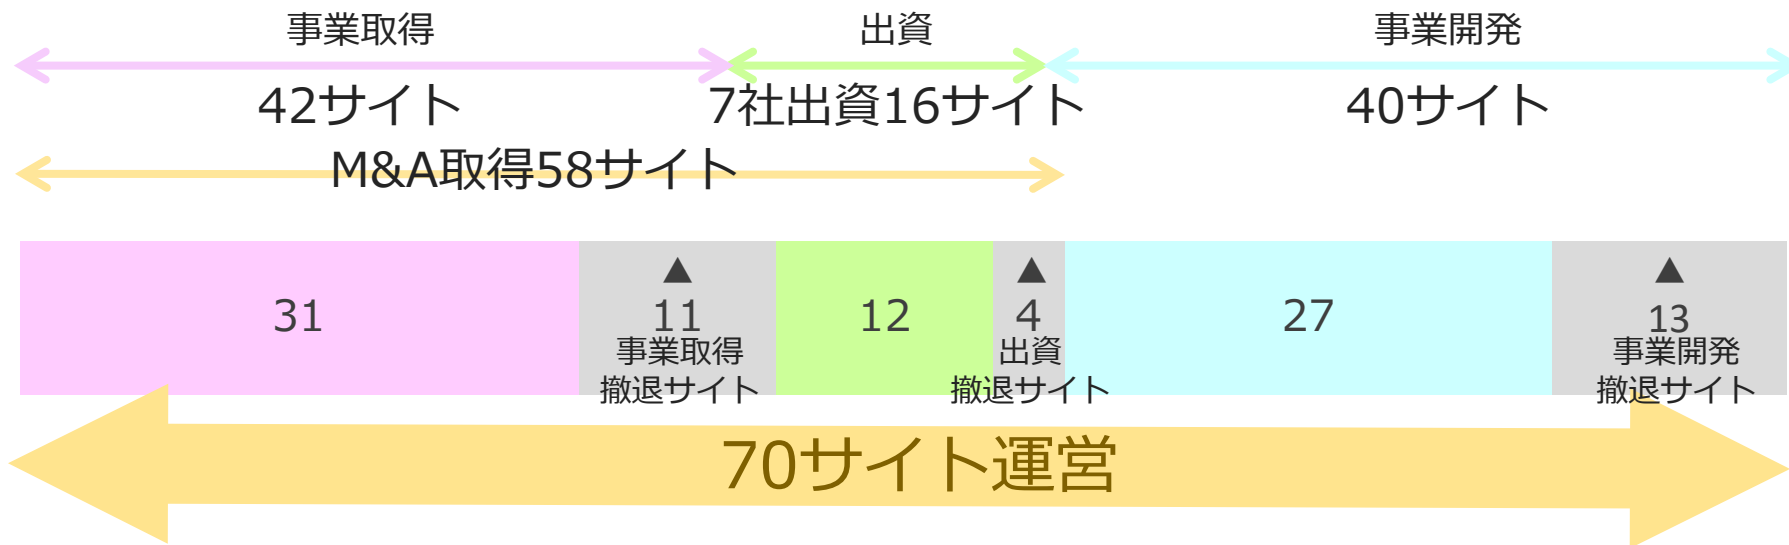 事業取得
出資
事業開発
42サイト
7社出資16サイト
40サイト
M&A取得58サイト
31
▲
11
事業取得
撤退サイト
12
▲
4
出資
撤退サイト
27
▲
13
事業開発
撤退サイト
70サイト運営